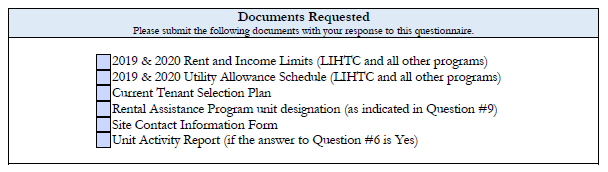 Documents Requested
Please submit the following documents with your response to this questionnaire.
2019 & 2020 Rent and Income Limits (LIHTC and all other programs)
2019 & 2020 Utility Allowance Schedule (LIHTC and all other programs)
Current Tenant Selection Plan
Rental Assistance Program unit designation (as indicated in Question #9)
Site Contact Information Form
Unit Activity Report (if the answer to Question #6 is Yes)